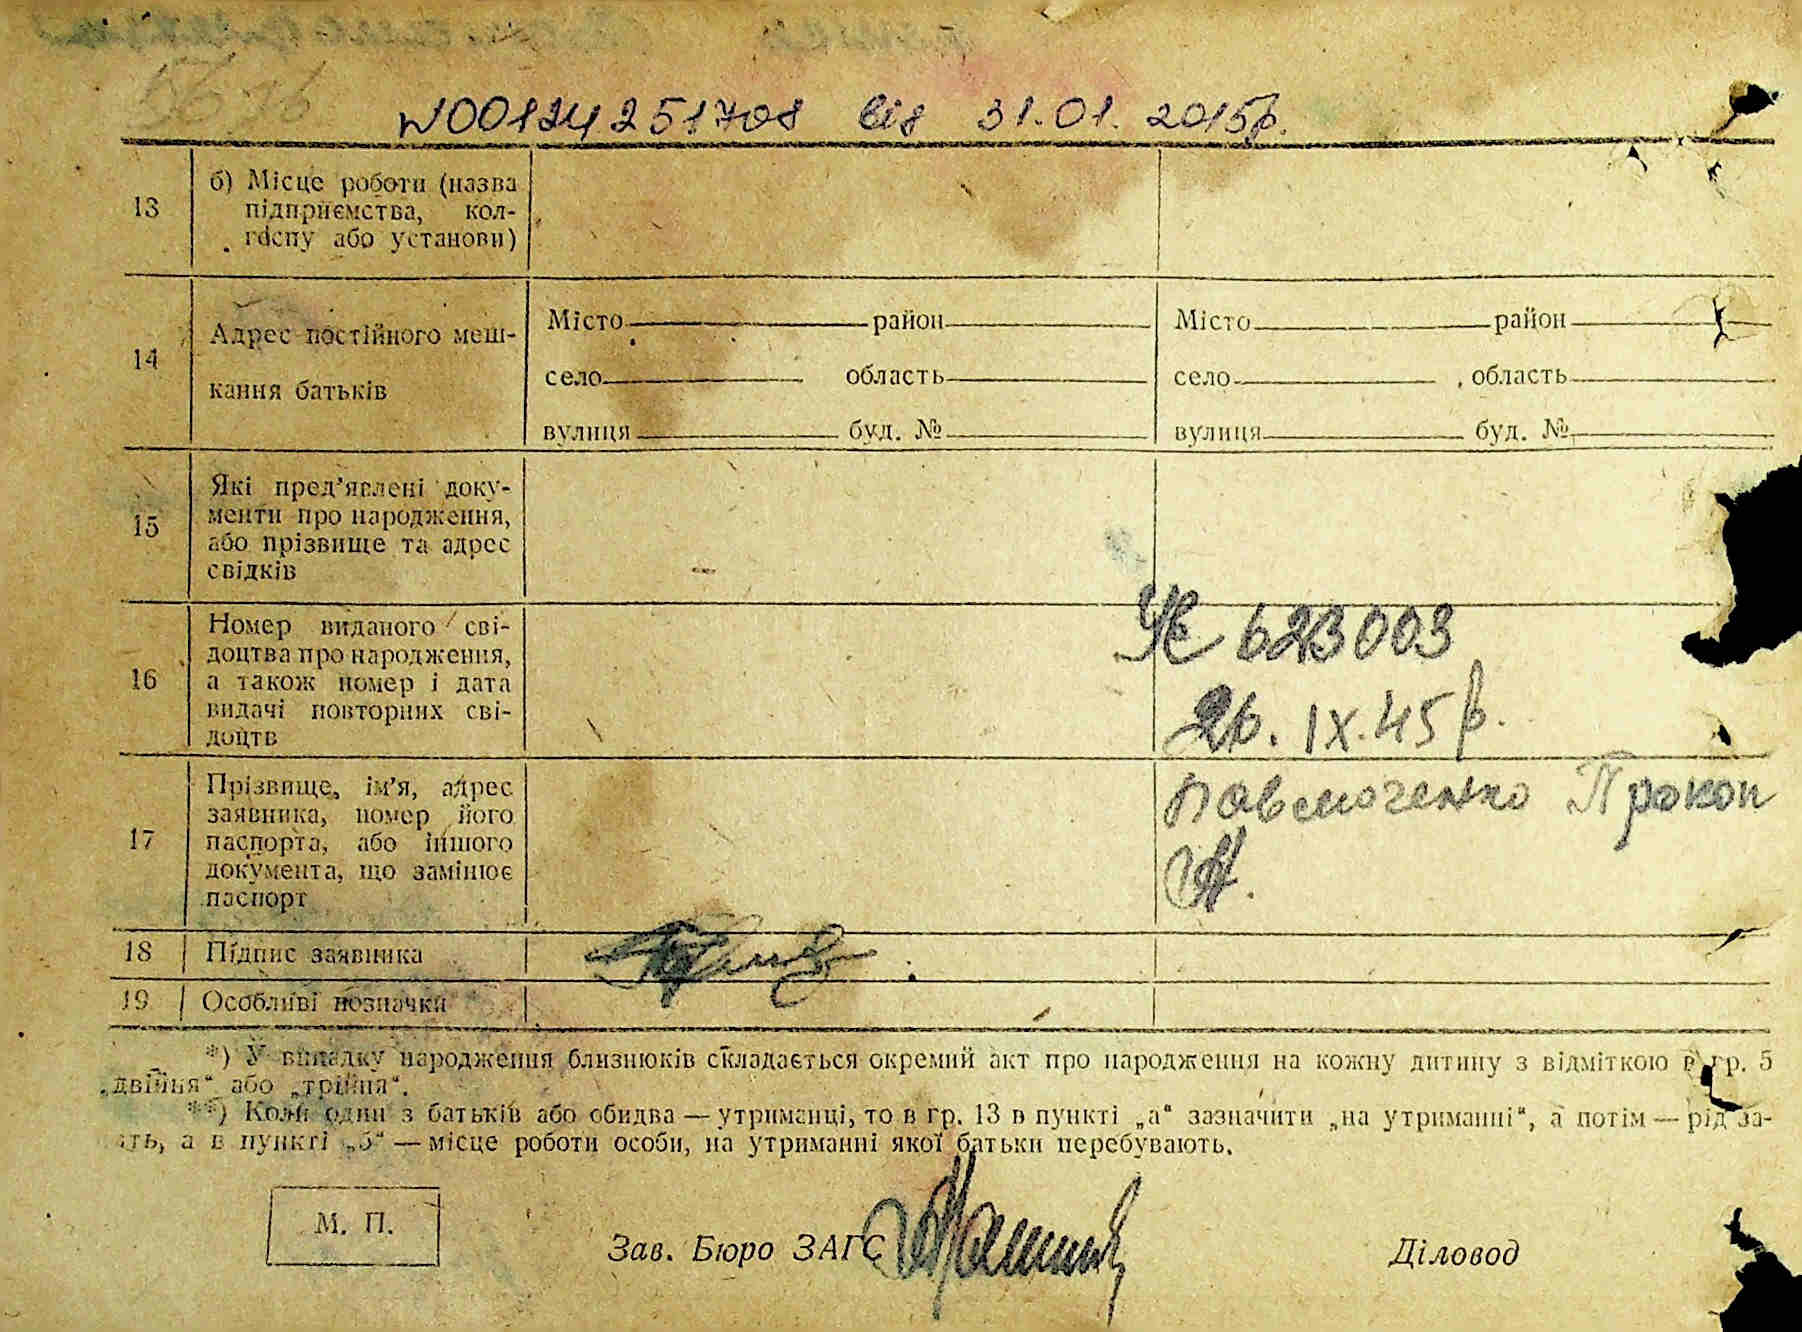 N00124251708 від 31.01.2015р.
13
б) Місце роботи (назва
підприємства, кол-
госпу або установи)
14
Адрес постійного меш-
кання батьків
Місто район
село область
вулиця буд. №
Місто район
село область
вулиця буд. №
15
Які пред'явлені доку-
менти про народження,
або прізвище та адрес
свідків
16
Номер виданого сві-
доцтва про народження,
а також номер і дата
видачі повторних сві-
доцтв
623003
26.IX.45р.
17
Прізвище, ім'я, адрес
заявника, номер його
паспорта, або іншого
документа, що замінює
паспорт
Прокоп
18
Підпис заявника
19
Особливі позначки
*) У випадку народження близнюків складається окремий акт про народження на кожну дитину з відміткою в гр. 5
„двійня“ або „трійня“.
**) Коли один з батьків або обидва — утриманці, то в гр. 13 в пункті „а“ зазначити „на утриманні“, а потім — рід за-
ять, а в пункті „б“ — місце роботи особи, на утриманні якої батьки перебувають.
М. П.
Зав. Бюро ЗАГС
Діловод